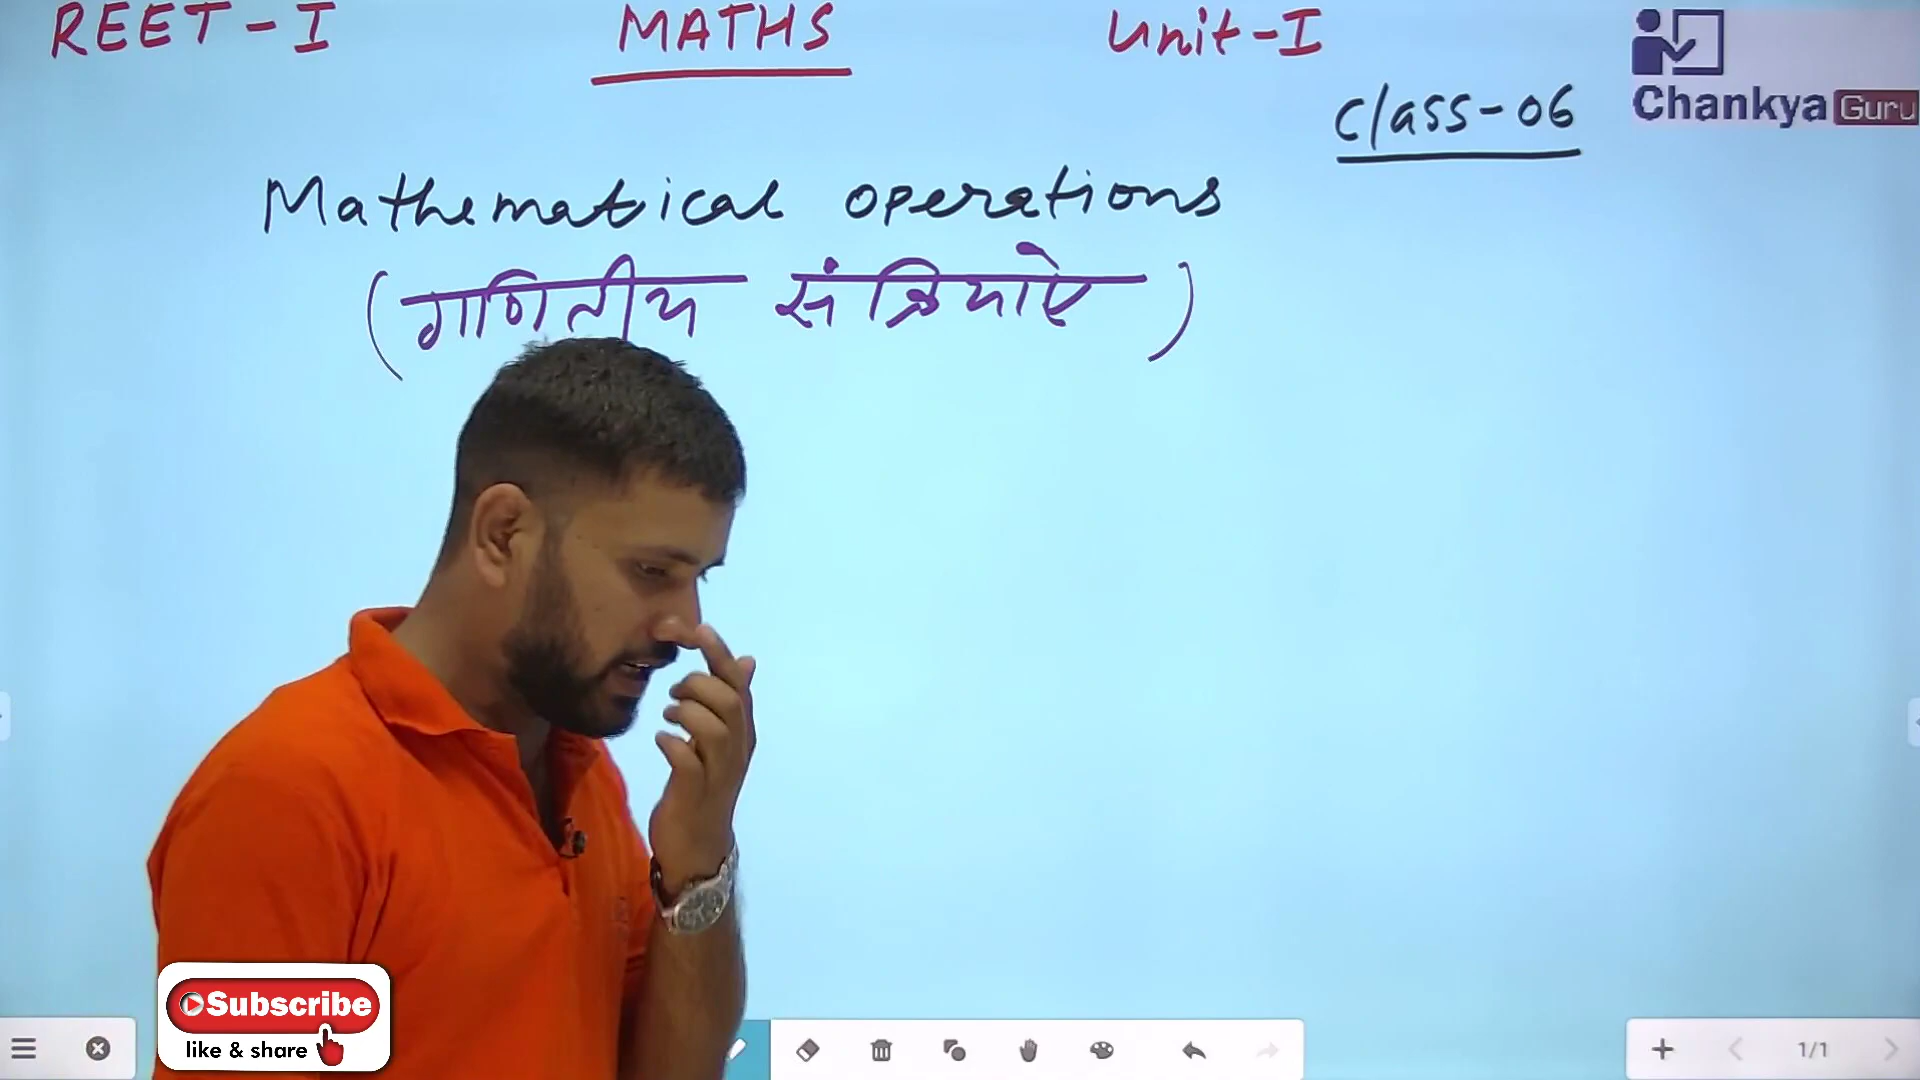 REET-I MATHS Unit-I
Chankya Guru
Class-06
Mathematical operations
(गणितीय संक्रियाऐ)
Subscribe
like & share
1/1